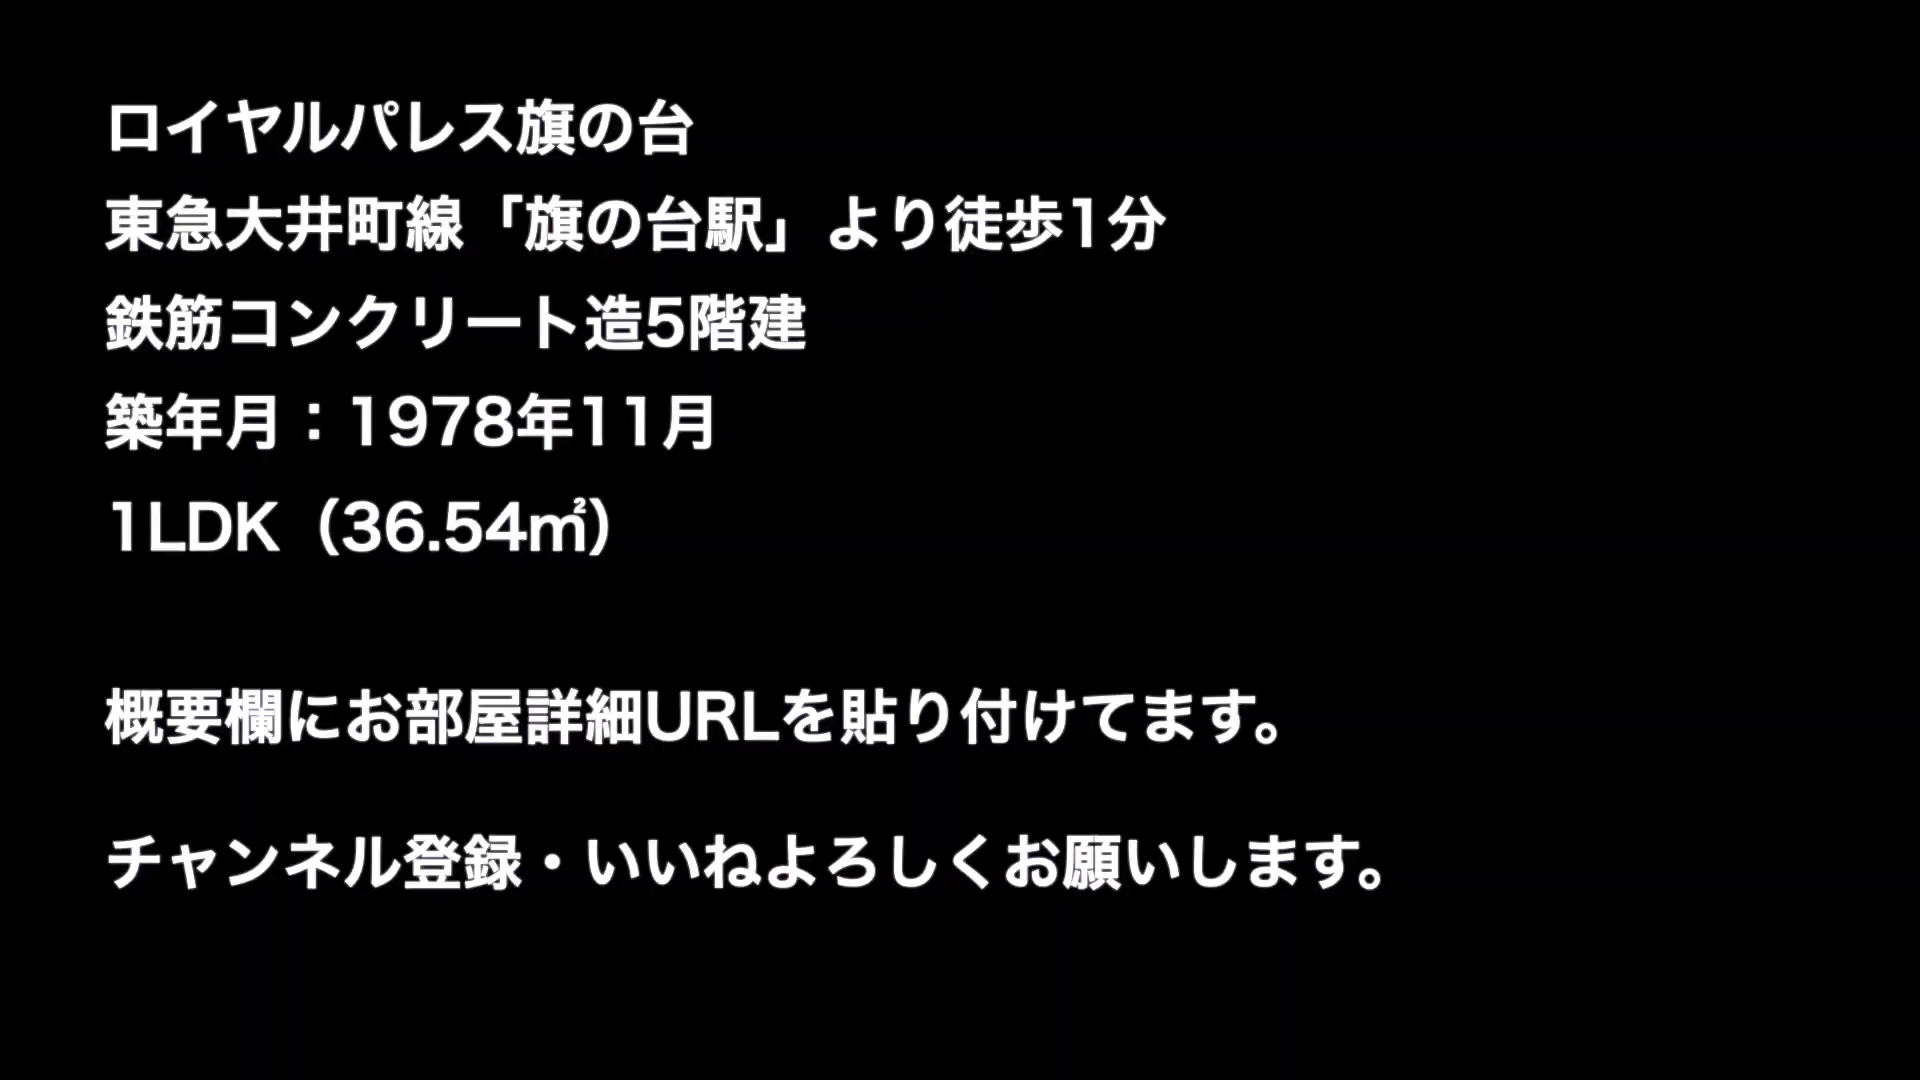 ロイヤルパレス旗の台
東急大井町線「旗の台駅」より徒歩1分
鉄筋コンクリート造5階建
築年月：1978年11月
1LDK（36.54㎡）
概要欄にお部屋詳細URLを貼り付けてます。
チャンネル登録・いいねよろしくお願いします。